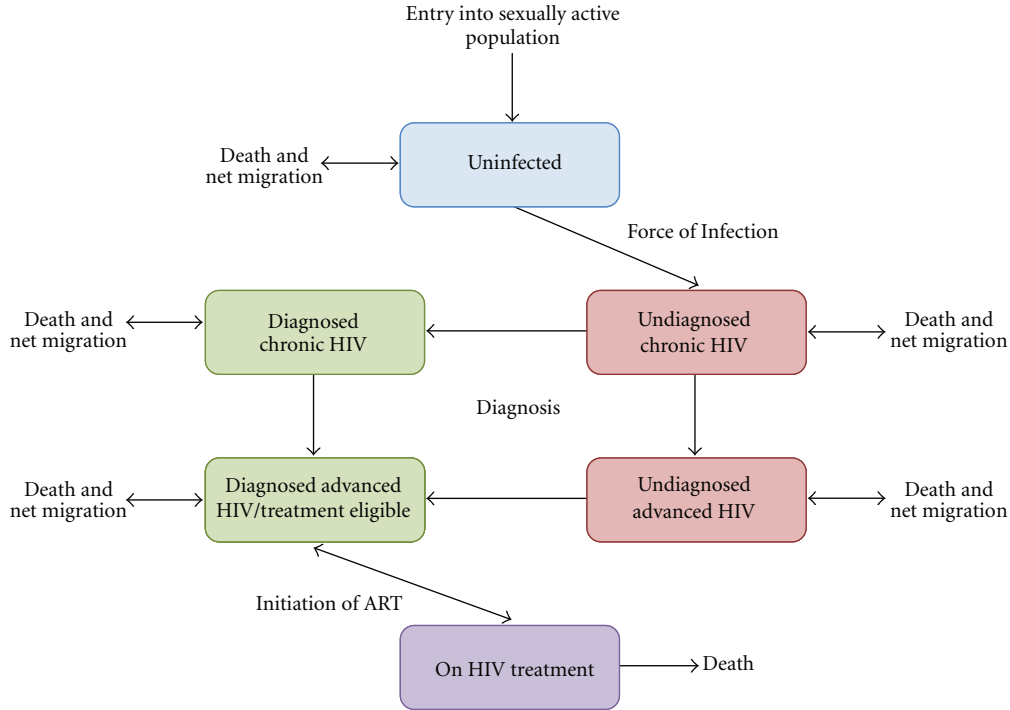 Entry into sexually active
population
Death and
net migration
Uninfected
Force of Infection
Death and
net migration
Diagnosed
chronic HIV
Undiagnosed
chronic HIV
Death and
net migration
Diagnosis
Death and
net migration
Diagnosed advanced
HIV/treatment eligible
Undiagnosed
advanced HIV
Death and
net migration
Initiation of ART
On HIV treatment
Death